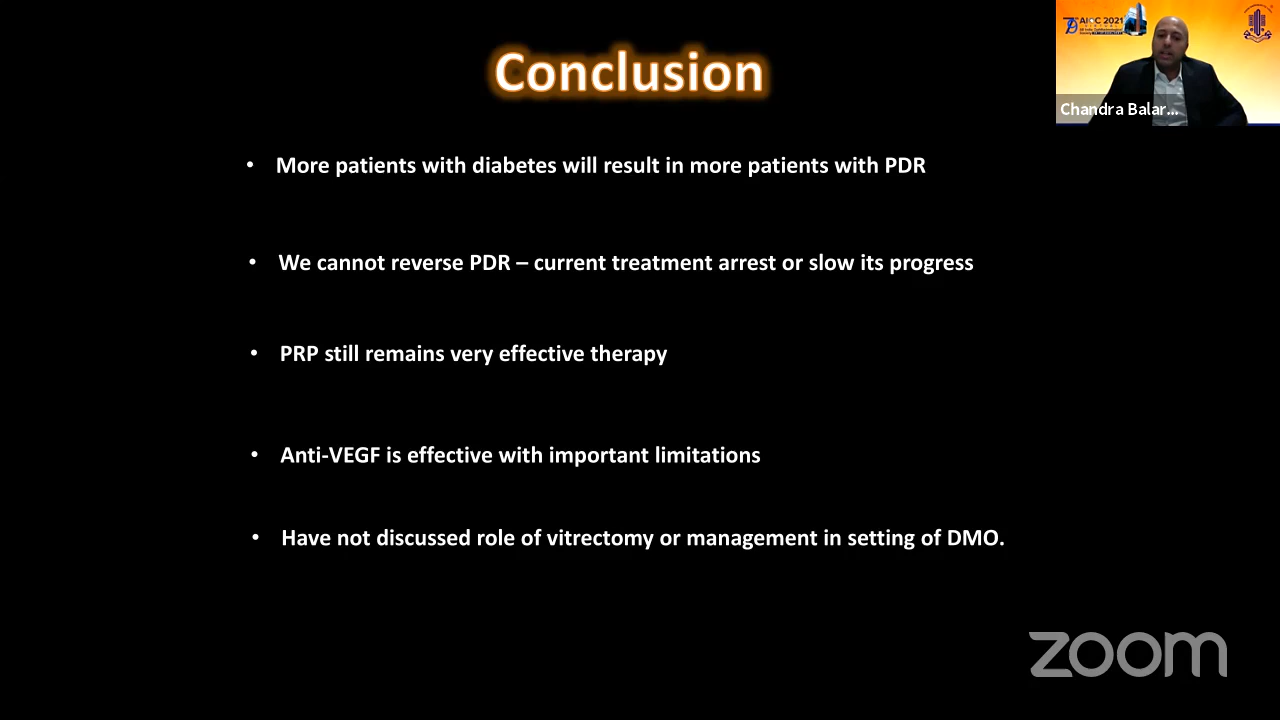 Conclusion
• More patients with diabetes will result in more patients with PDR
• We cannot reverse PDR – current treatment arrest or slow its progress
• PRP still remains very effective therapy
• Anti-VEGF is effective with important limitations
• Have not discussed role of vitrectomy or management in setting of DMO.
AIOC 2021
Chandra Balar...
zoom